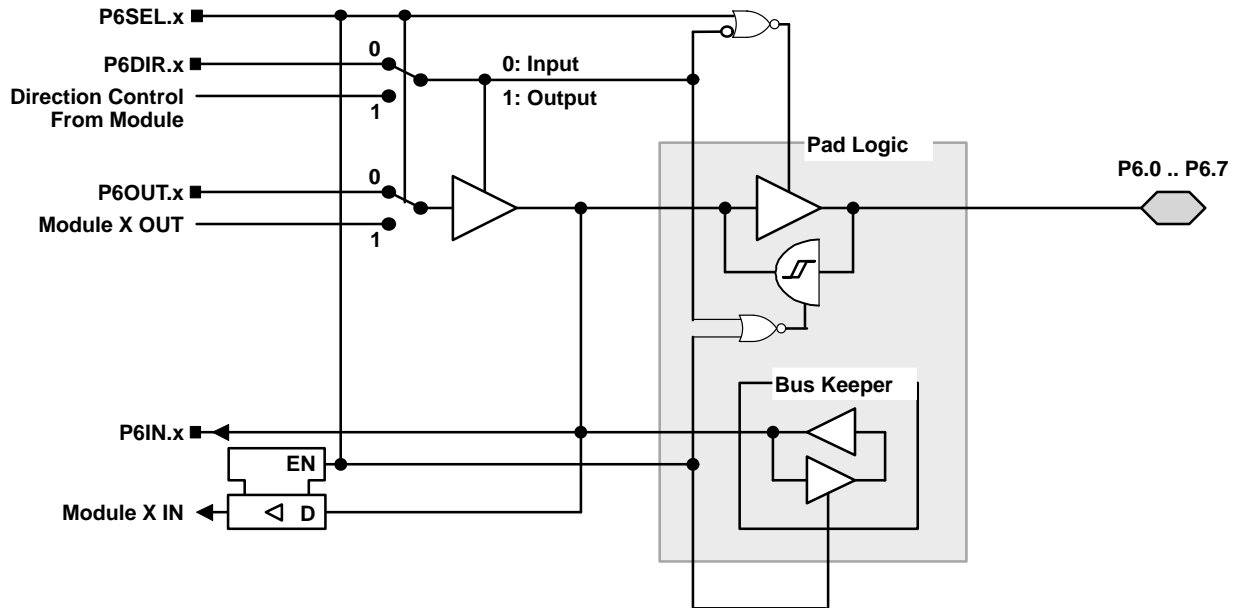 P6SEL.x
P6DIR.x
0
Direction Control
From Module
1
0: Input
1: Output
Pad Logic
P6OUT.x
0
Module X OUT
1
P6.0 .. P6.7
Bus Keeper
P6IN.x
EN
Module X IN
D